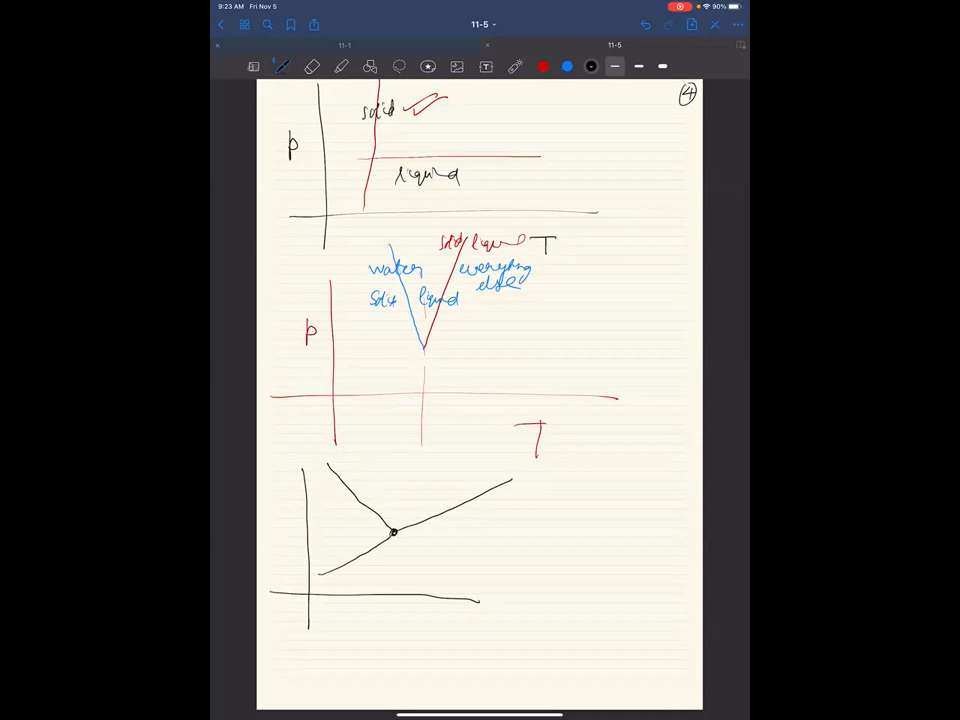 9:23 AM Fri Nov 5
90%
11-5
11-1
11-5
T
4
solid
p
liquid
solid liquid T
water everything
else
solid liquid
p
T